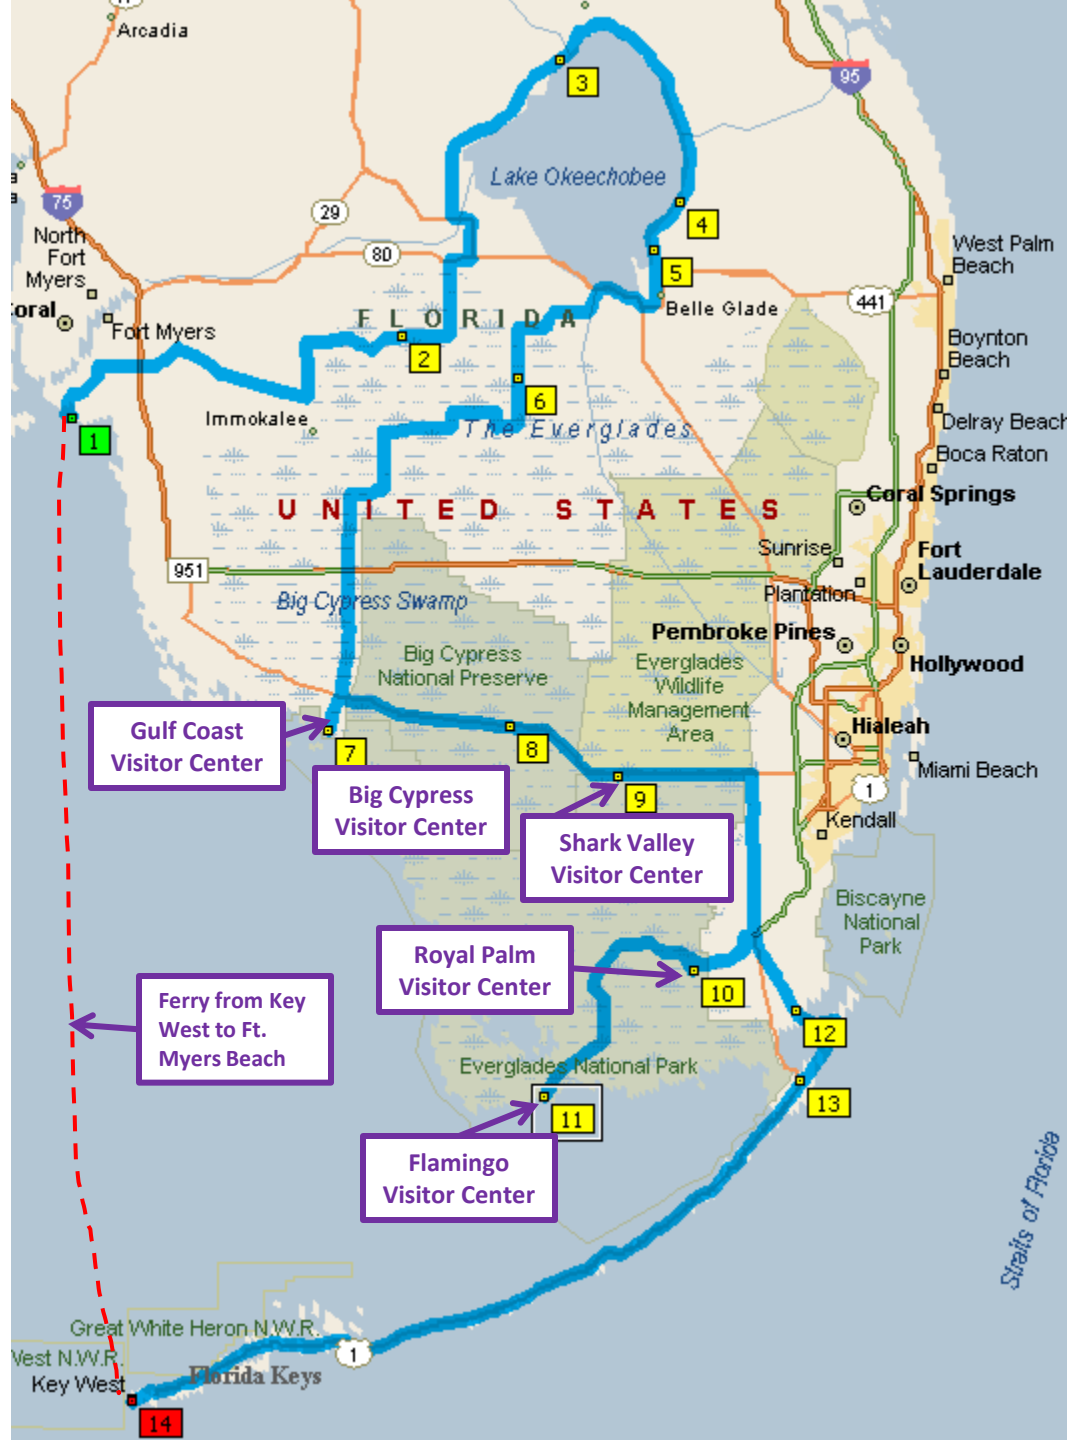 Arcadia
3
95
Lake Okeechobee
75
29
4
North
Fort
Myers
80
West Palm
Beach
5
441
oral
Belle Glade
FLORIDA
Fort Myers
2
Boynton
Beach
6
Immokalee
The Everglades
Delray Beach
1
Boca Raton
UNITED STATES
Coral Springs
Sunrise
Fort
Lauderdale
951
Plantation
Big Cypress Swamp
Pembroke Pines
Big Cypress
National Preserve
Everglades
Wildlife
Management
Area
Hollywood
Gulf Coast
Visitor Center
7
8
Hialeah
Miami Beach
Big Cypress
Visitor Center
9
1
Kendall
Shark Valley
Visitor Center
Biscayne
National
Park
Royal Palm
Visitor Center
10
Ferry from Key
West to Ft.
Myers Beach
12
Everglades National Park
13
11
Flamingo
Visitor Center
Straits of Florida
Great White Heron N.W.R.
1
West N.W.R.
Key West
Florida Keys
14